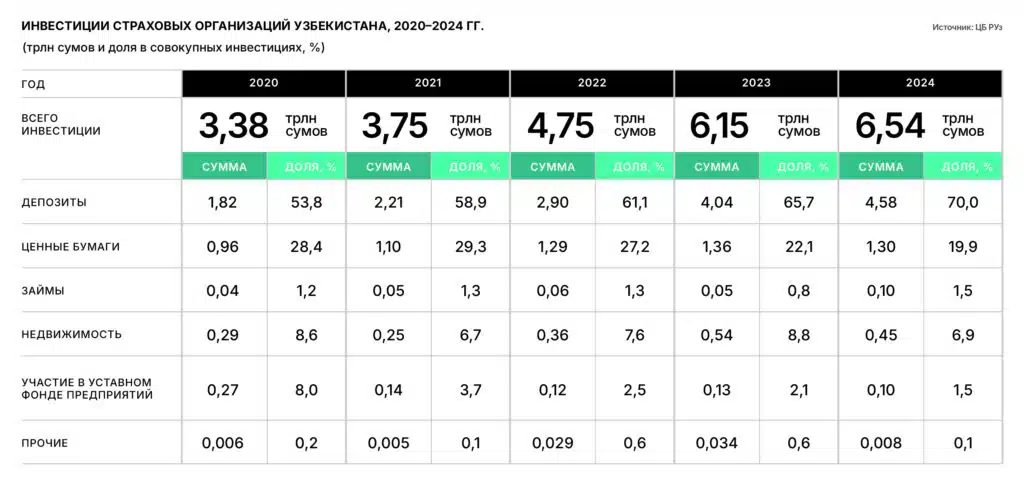 ИНВЕСТИЦИИ СТРАХОВЫХ ОРГАНИЗАЦИЙ УЗБЕКИСТАНА, 2020–2024 ГГ.
Источник: ЦБ РУз
(трлн сумов и доля в совокупных инвестициях, %)
ГОД 2020 2021 2022 2023 2024
ВСЕГО ИНВЕСТИЦИИ 3,38 трлн сумов 3,75 трлн сумов 4,75 трлн сумов 6,15 трлн сумов 6,54 трлн сумов
СУММА ДОЛЯ, % СУММА ДОЛЯ, % СУММА ДОЛЯ, % СУММА ДОЛЯ, % СУММА ДОЛЯ, %
ДЕПОЗИТЫ 1,82 53,8 2,21 58,9 2,90 61,1 4,04 65,7 4,58 70,0
ЦЕННЫЕ БУМАГИ 0,96 28,4 1,10 29,3 1,29 27,2 1,36 22,1 1,30 19,9
ЗАЙМЫ 0,04 1,2 0,05 1,3 0,06 1,3 0,05 0,8 0,10 1,5
НЕДВИЖИМОСТЬ 0,29 8,6 0,25 6,7 0,36 7,6 0,54 8,8 0,45 6,9
УЧАСТИЕ В УСТАВНОМ ФОНДЕ ПРЕДПРИЯТИЙ 0,27 8,0 0,14 3,7 0,12 2,5 0,13 2,1 0,10 1,5
ПРОЧИЕ 0,006 0,2 0,005 0,1 0,029 0,6 0,034 0,6 0,008 0,1